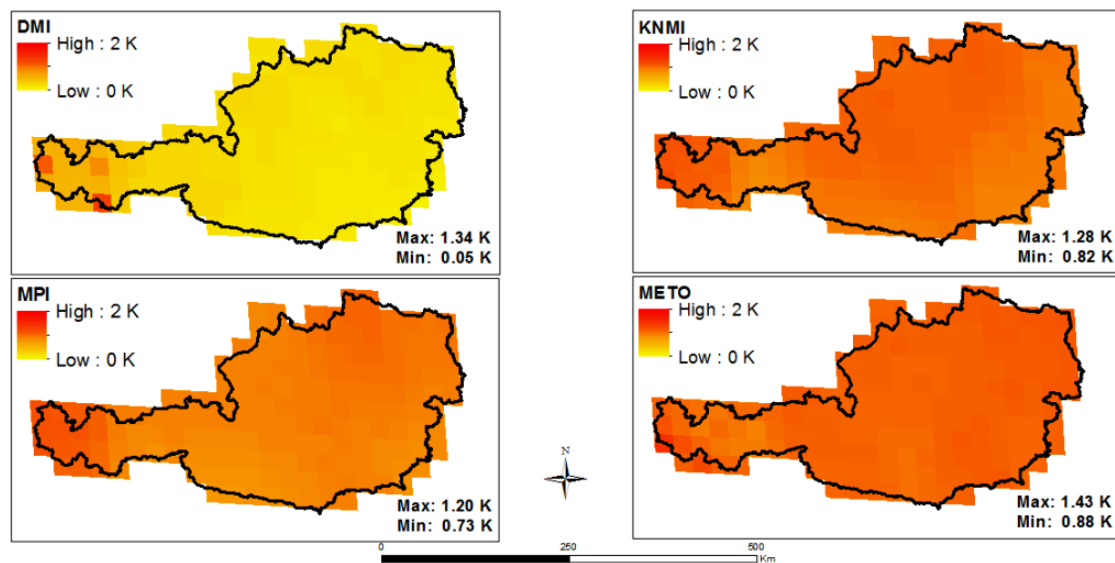 DMI
High : 2 K
Low : 0 K
Max: 1.34 K
Min: 0.05 K
KNMI
High : 2 K
Low : 0 K
Max: 1.28 K
Min: 0.82 K
MPI
High : 2 K
Low : 0 K
Max: 1.20 K
Min: 0.73 K
METO
High : 2 K
Low : 0 K
Max: 1.43 K
Min: 0.88 K
N
0 250 500
Km